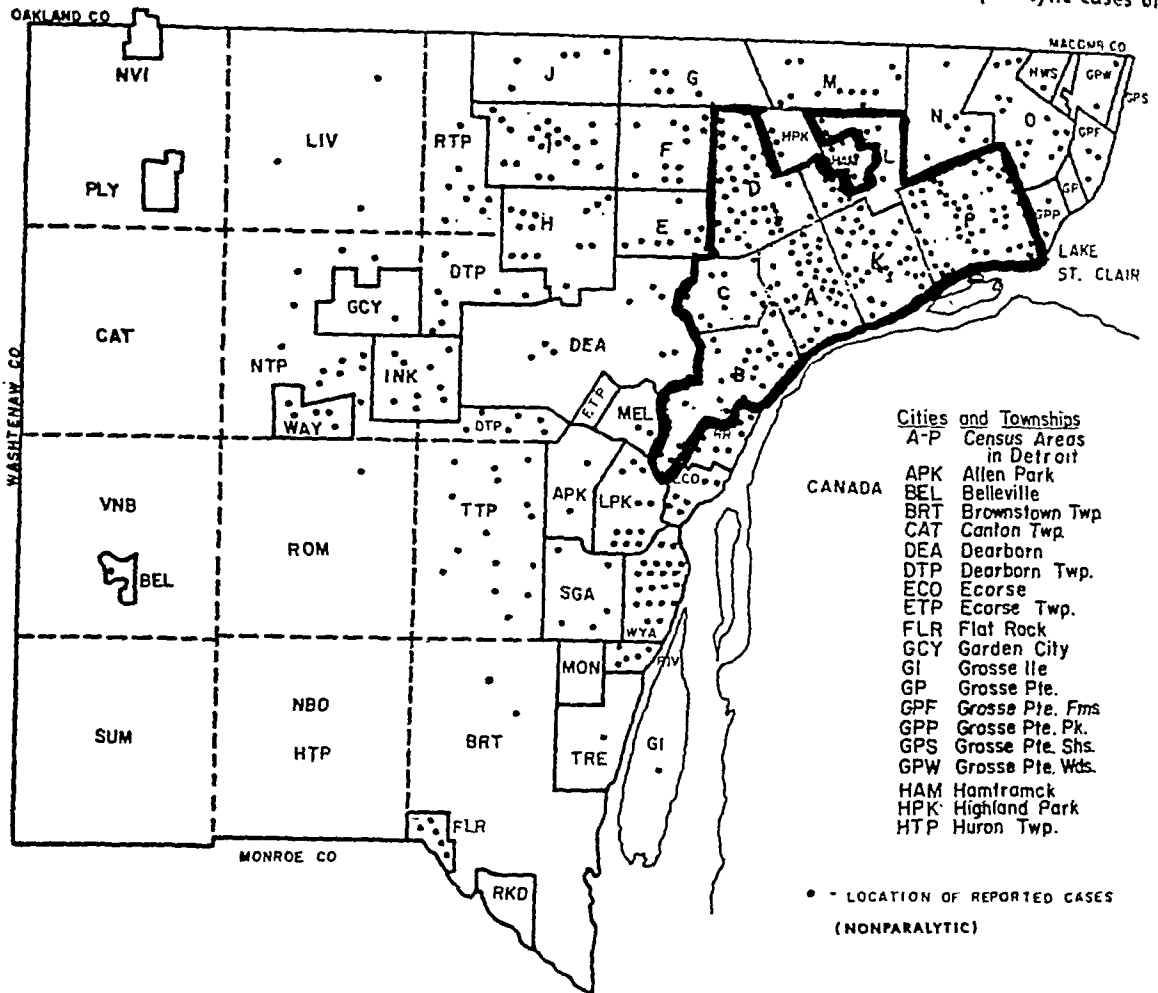 paralytic cases of
OAKLAND CO
MACOMB CO
NVI
J
G
M
HWS
GPW
GPS
LIV
RTP
I
F
HPK
HAM
L
N
O
GPF
PLY
D
GP
H
E
P
GPP
LAKE
ST. CLAIR
DTP
K
GCY
C
A
CAT
DEA
NTP
INK
B
WASHTENAW CO
ETP
MEL
WAY
DTP
RR
ECO
Cities and Townships
A-P Census Areas
in Detroit
APK Allen Park
BEL Belleville
BRT Brownstown Twp
CAT Canton Twp.
DEA Dearborn
DTP Dearborn Twp.
ECO Ecorse
ETP Ecorse Twp.
FLR Flat Rock
GCY Garden City
GI Grosse Ile
GP Grosse Pte.
GPF Grosse Pte. Fms
GPP Grosse Pte. Pk.
GPS Grosse Pte. Shs.
GPW Grosse Pte. Wds.
HAM Hamtramck
HPK Highland Park
HTP Huron Twp.
CANADA
VNB
TTP
APK
LPK
ROM
BEL
SGA
WYA
RIV
MON
NBO
SUM
HTP
BRT
TRE
GI
FLR
MONROE CO
RKD
• - LOCATION OF REPORTED CASES
(NONPARALYTIC)